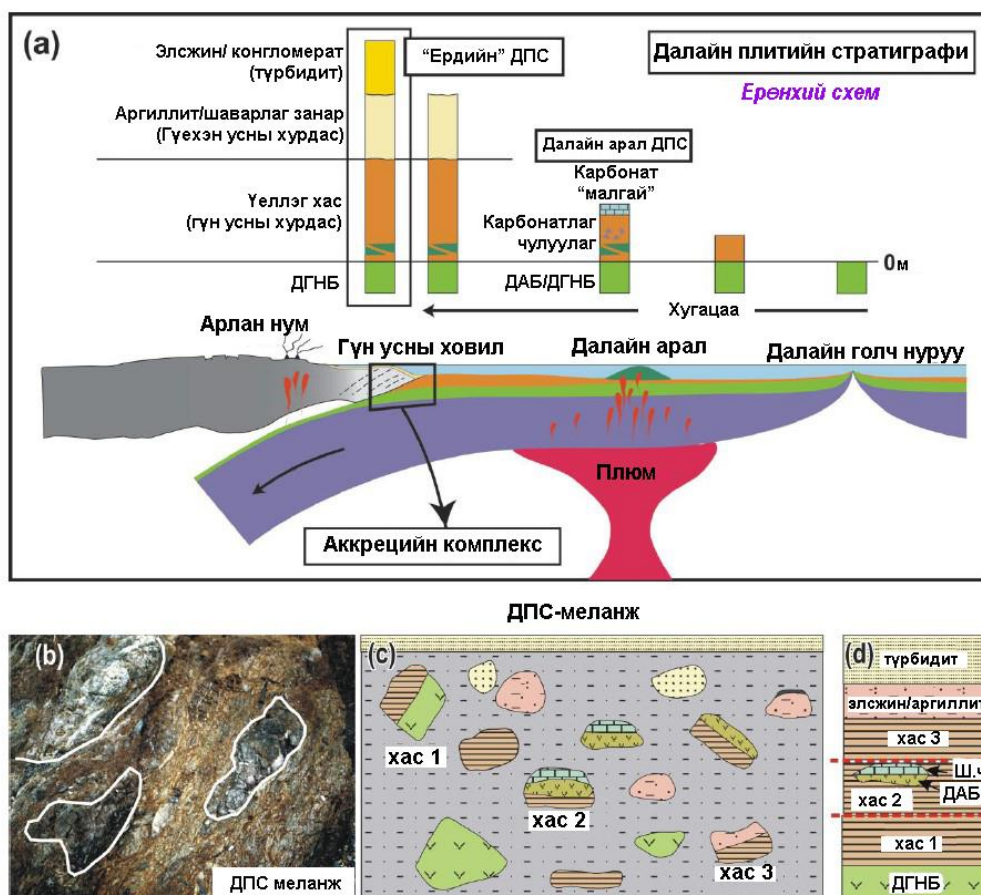 (a)
Элсжин/ конгломерат
(түрбидит)
"Ердийн" ДПС
Далайн плитийн стратиграфи
Ерөнхий схем
Аргиллит/шаварлаг занар
(Гүехэн усны хурдас)
Далайн арал ДПС
Карбонат
"малгай"
Үеллэг хас
(гүн усны хурдас)
Карбонатлаг
чулуулаг
0м
ДГНБ
ДАБ/ДГНБ
Хугацаа
Арлан нум
Гүн усны ховил
Далайн арал
Далайн голч нуруу
Плюм
Аккрецийн комплекс
ДПС-меланж
(b)
ДПС меланж
(c)
хас 1
хас 2
хас 3
(d)
түрбидит
элсжин/аргиллит
хас 3
Ш.ч
ДАБ
хас 2
хас 1
ДГНБ